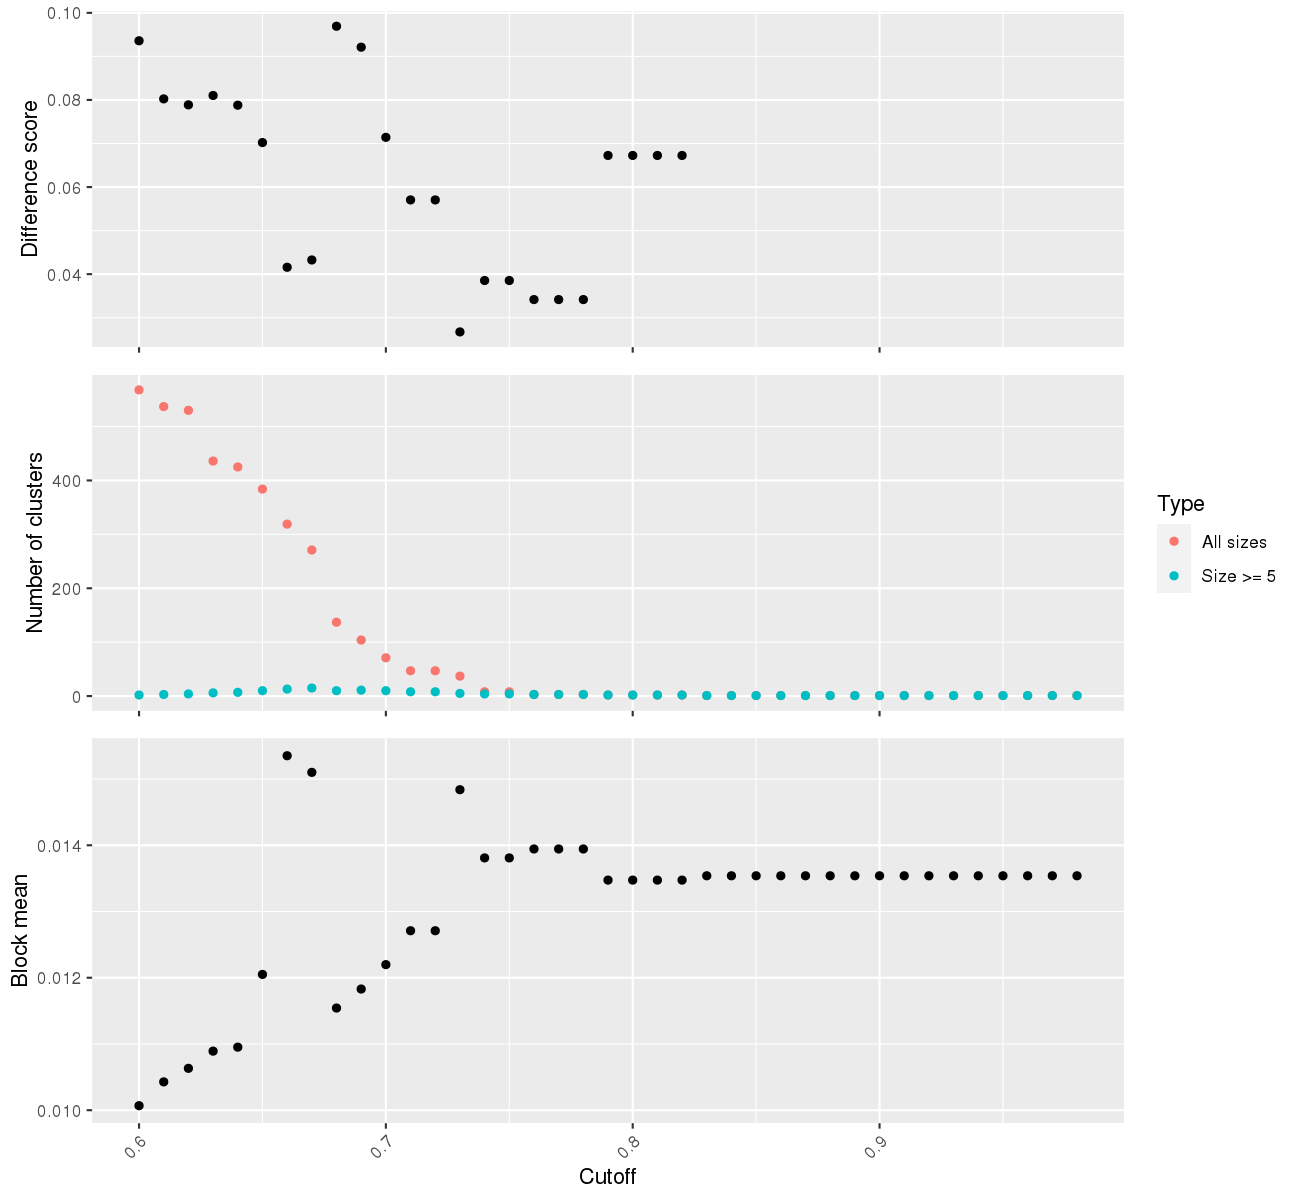 0.10
0.08
0.06
0.04
Difference score
400
200
0
Number of clusters
Type
All sizes
Size >= 5
0.014
0.012
0.010
Block mean
0.6
0.7
0.8
0.9
Cutoff